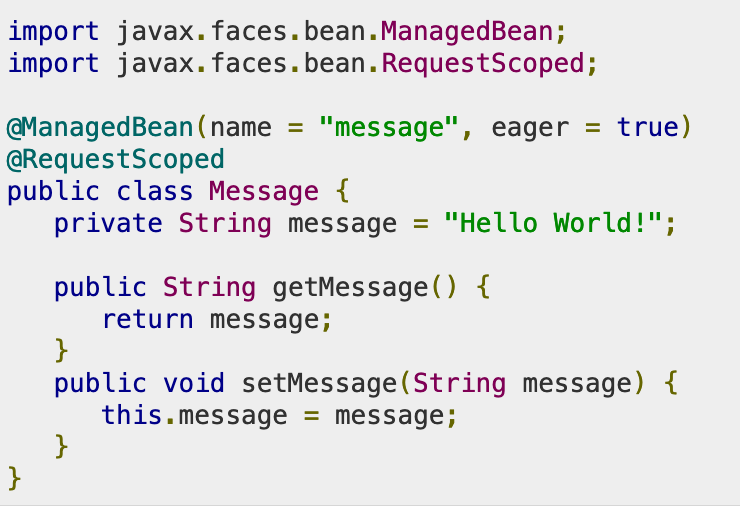 import javax.faces.bean.ManagedBean;
import javax.faces.bean.RequestScoped;

@ManagedBean(name = "message", eager = true)
@RequestScoped
public class Message {
   private String message = "Hello World!";

   public String getMessage() {
      return message;
   }
   public void setMessage(String message) {
      this.message = message;
   }
}